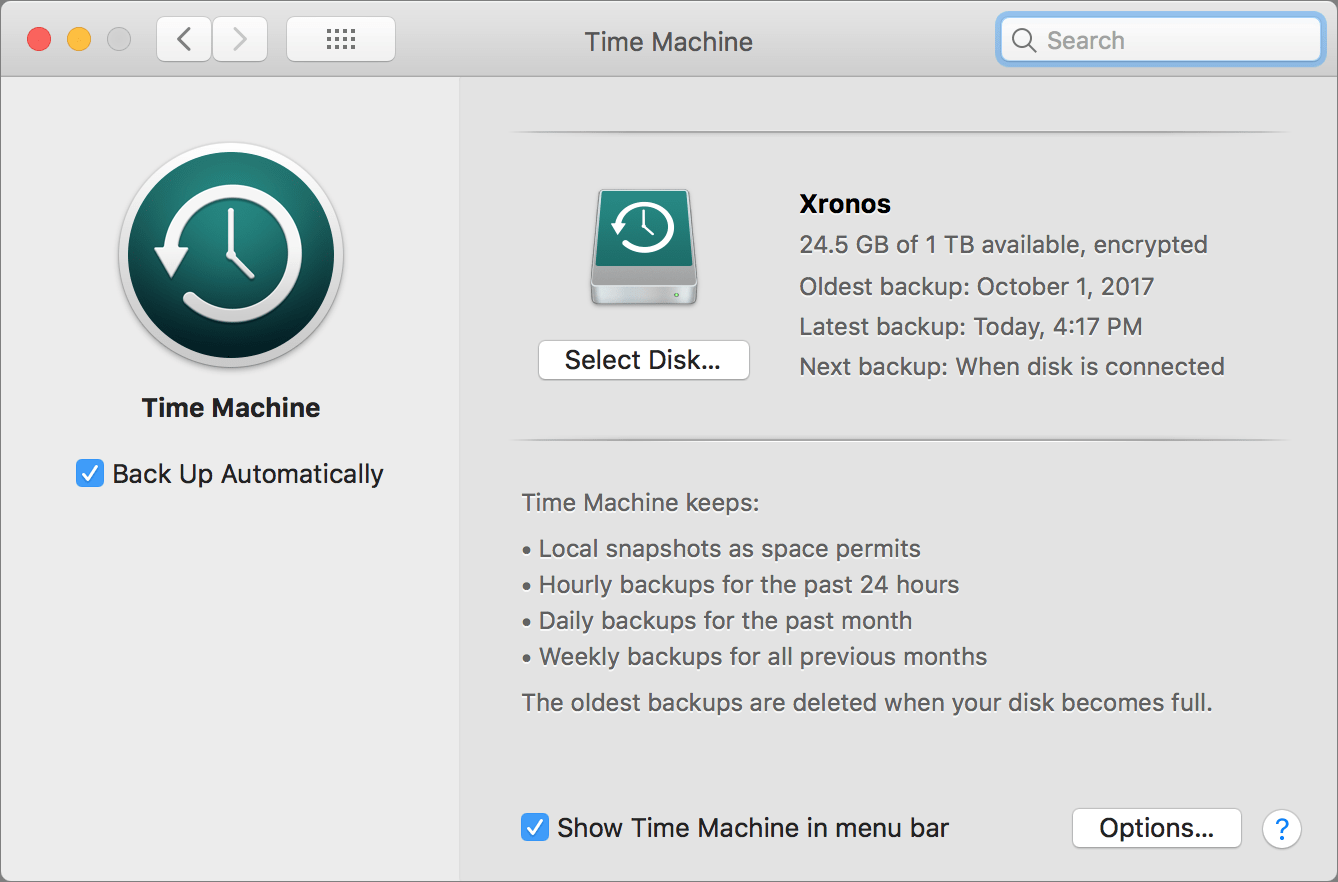 Time Machine
Search
Time Machine
Back Up Automatically
Select Disk...
Xronos
24.5 GB of 1 TB available, encrypted
Oldest backup: October 1, 2017
Latest backup: Today, 4:17 PM
Next backup: When disk is connected
Time Machine keeps:
• Local snapshots as space permits
• Hourly backups for the past 24 hours
• Daily backups for the past month
• Weekly backups for all previous months
The oldest backups are deleted when your disk becomes full.
Show Time Machine in menu bar
Options...
?